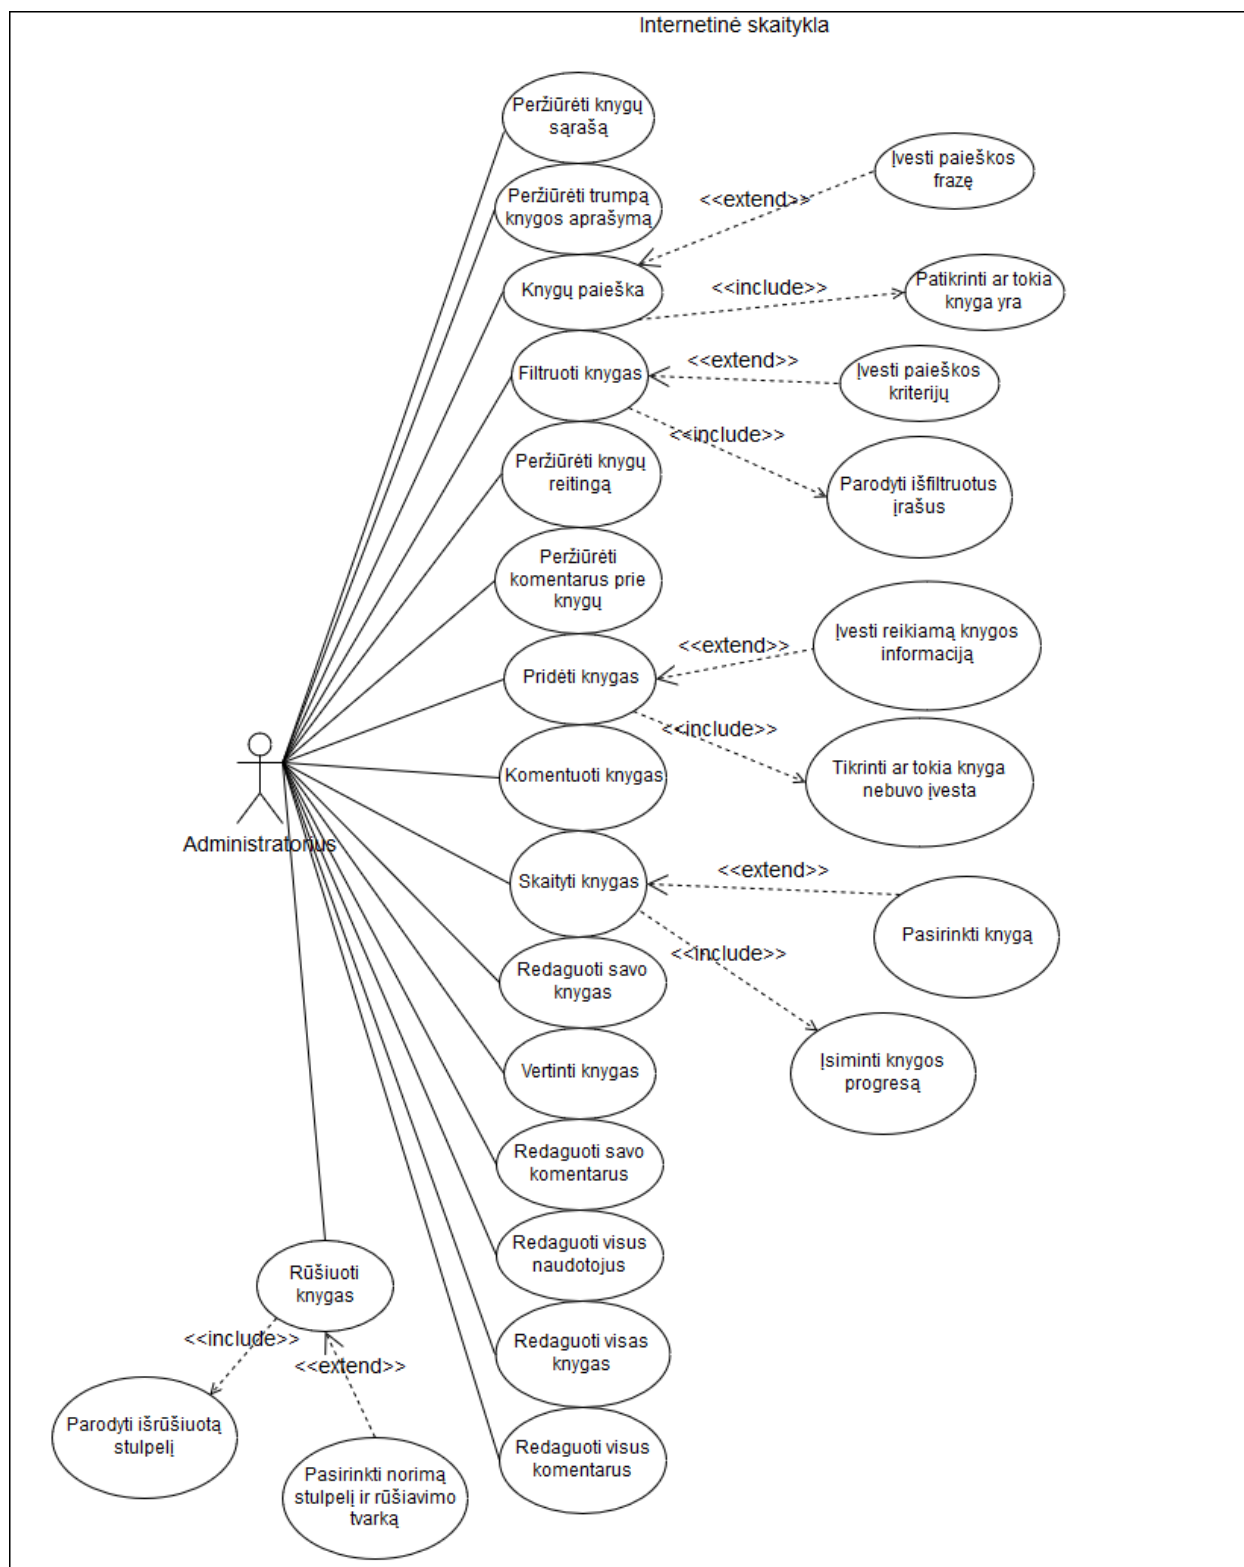 Internetinė skaitykla
Peržiūrėti knygų
sąrašą
Įvesti paieškos
frazę
Peržiūrėti trumpą
knygos aprašymą
<<extend>>
Knygų paieška
<<include>>
Patikrinti ar tokia
knyga yra
Filtruoti knygas
<<extend>>
Įvesti paieškos
kriterijų
<<include>>
Peržiūrėti knygų
reitingą
Parodyti išfiltruotus
įrašus
Peržiūrėti
komentarus prie
knygų
Įvesti reikiamą knygos
informaciją
<<extend>>
Pridėti knygas
<<include>>
Komentuoti knygas
Tikrinti ar tokia knyga
nebuvo įvesta
Administratorius
Skaityti knygas
<<extend>>
Pasirinkti knygą
<<include>>
Redaguoti savo
knygas
Vertinti knygas
Įsiminti knygos
progresą
Redaguoti savo
komentarus
Redaguoti visus
naudotojus
Rūšiuoti
knygas
<<include>>
<<extend>>
Redaguoti visas
knygas
Parodyti išrūšiuotą
stulpelį
Redaguoti visus
komentarus
Pasirinkti norimą
stulpelį ir rūšiavimo
tvarką